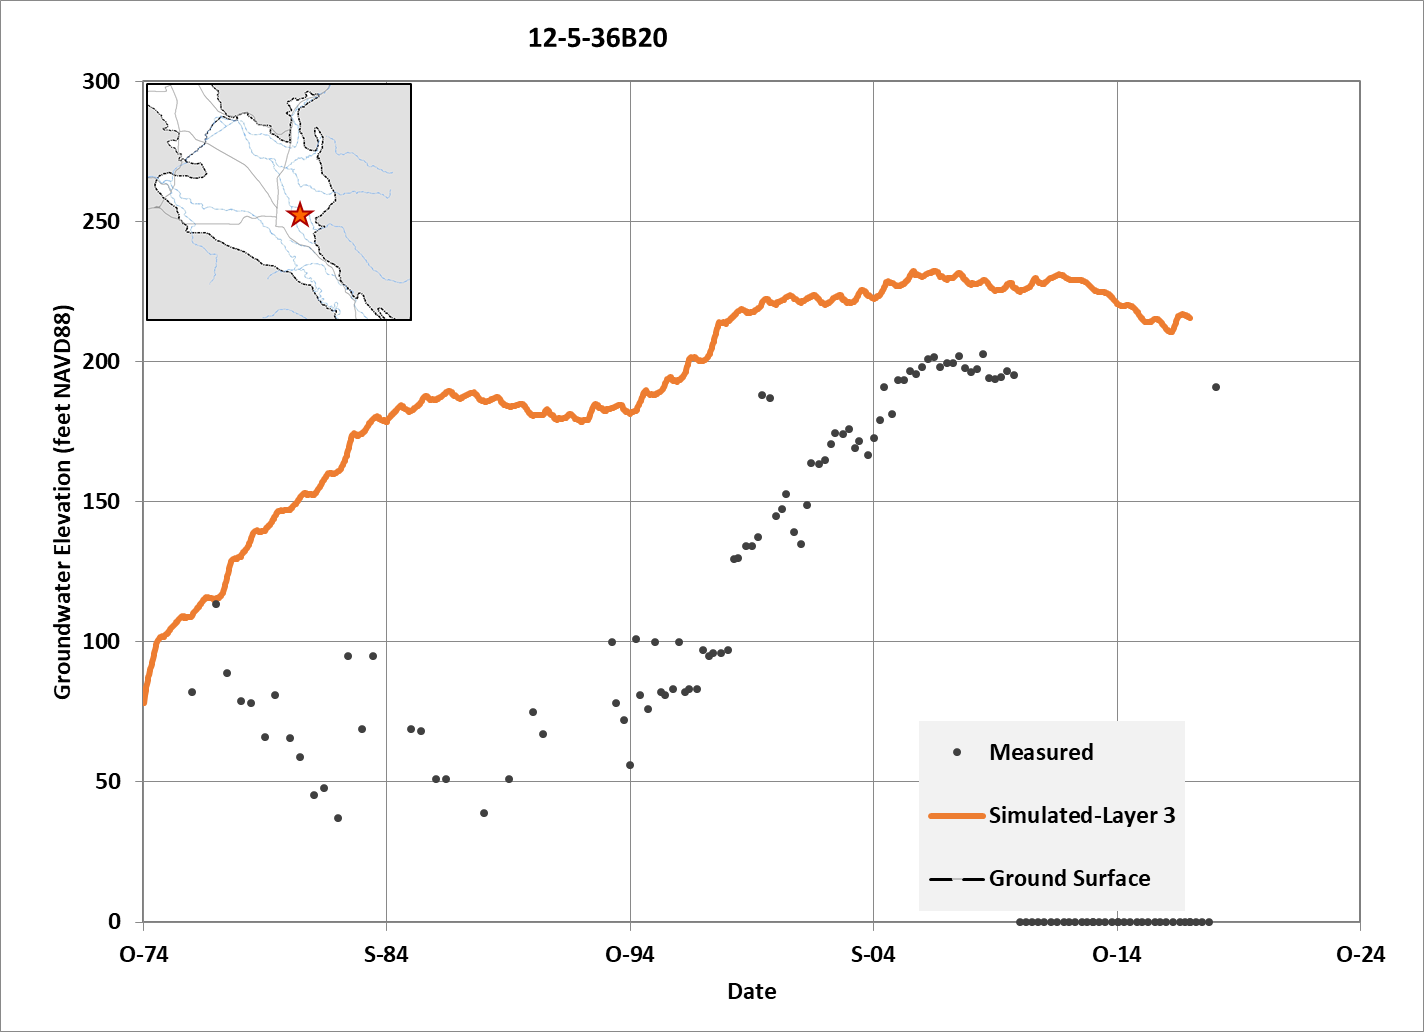 12-5-36B20
300
250
200
150
100
50
0
Groundwater Elevation (feet NAVD88)
O-74
S-84
O-94
S-04
O-14
O-24
Date
Measured
Simulated-Layer 3
Ground Surface